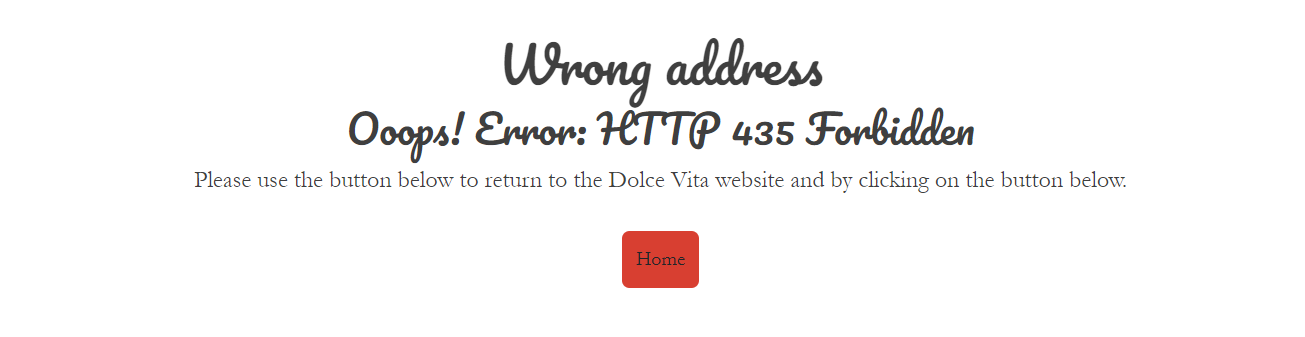 Wrong address
Ooops! Error: HTTP 435 Forbidden
Please use the button below to return to the Dolce Vita website and by clicking on the button below.
Home